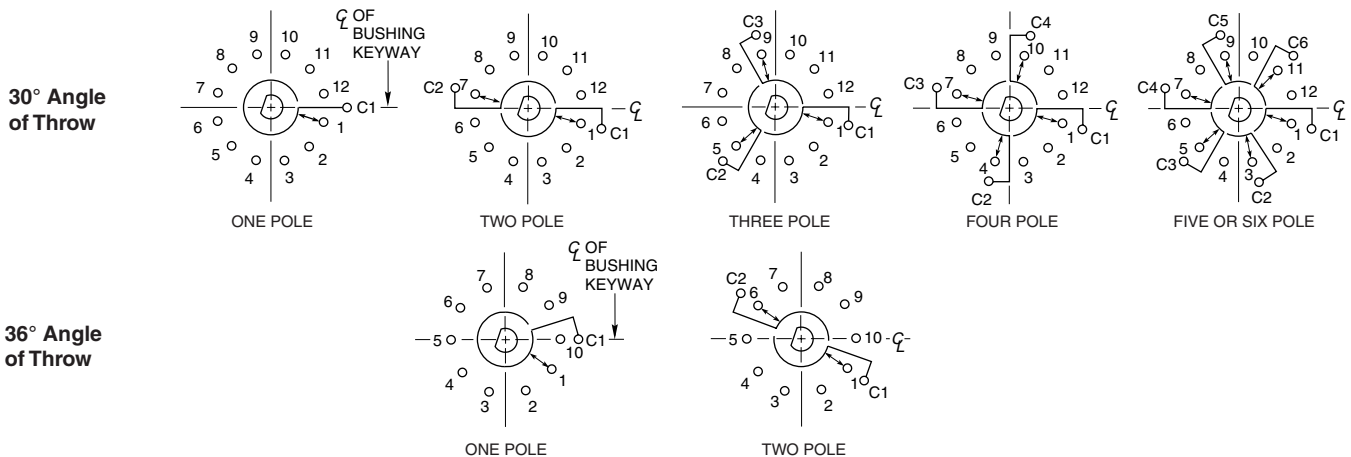 30° Angle
of Throw
℄ OF
BUSHING
KEYWAY
9 10
8 11
7 12
C1
6 1
5 2
4 3
ONE POLE
9 10
8 11
C2 7 12
℄
6 1 C1
5 2
4 3
TWO POLE
C3
9 10
8 11
7 12
℄
6 1 C1
5 2
C2 4 3
THREE POLE
C4
9 10
8 11
C3 7 12
℄
6 1 C1
5 2
4 3
C2
FOUR POLE
C5
9 10 C6
8 11
C4 7 12
℄
6 1 C1
5 2
C3 4 3
C2
FIVE OR SIX POLE
36° Angle
of Throw
℄ OF
BUSHING
KEYWAY
7 8
6 9
5 10 C1
4 1
3 2
ONE POLE
C2 7 8
6 9
5 10 ℄
4 1 C1
3 2
TWO POLE